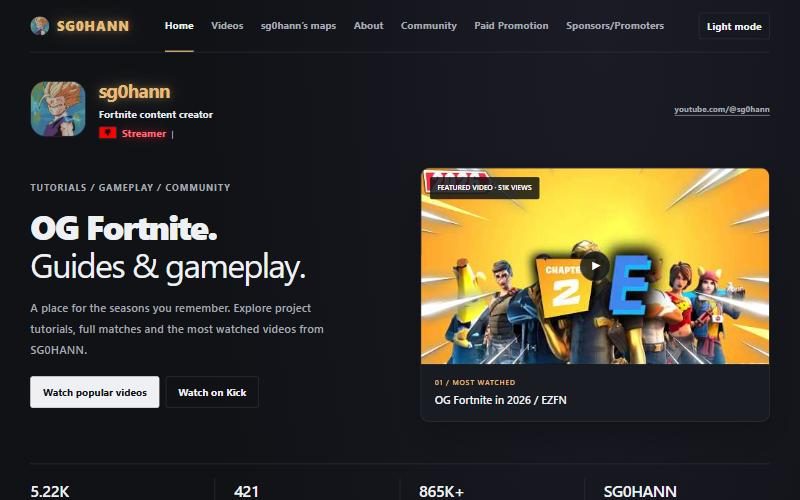 SG0HANN
Home
Videos
sg0hann's maps
About
Community
Paid Promotion
Sponsors/Promoters
Light mode
sg0hann
Fortnite content creator
Streamer |
youtube.com/@sg0hann
TUTORIALS / GAMEPLAY / COMMUNITY
OG Fortnite.
Guides & gameplay.
A place for the seasons you remember. Explore project
tutorials, full matches and the most watched videos from
SG0HANN.
Watch popular videos
Watch on Kick
FEATURED VIDEO · 51K VIEWS
CHAPTE
2
E
01 / MOST WATCHED
OG Fortnite in 2026 / EZFN
5.22K
421
865K+
SG0HANN